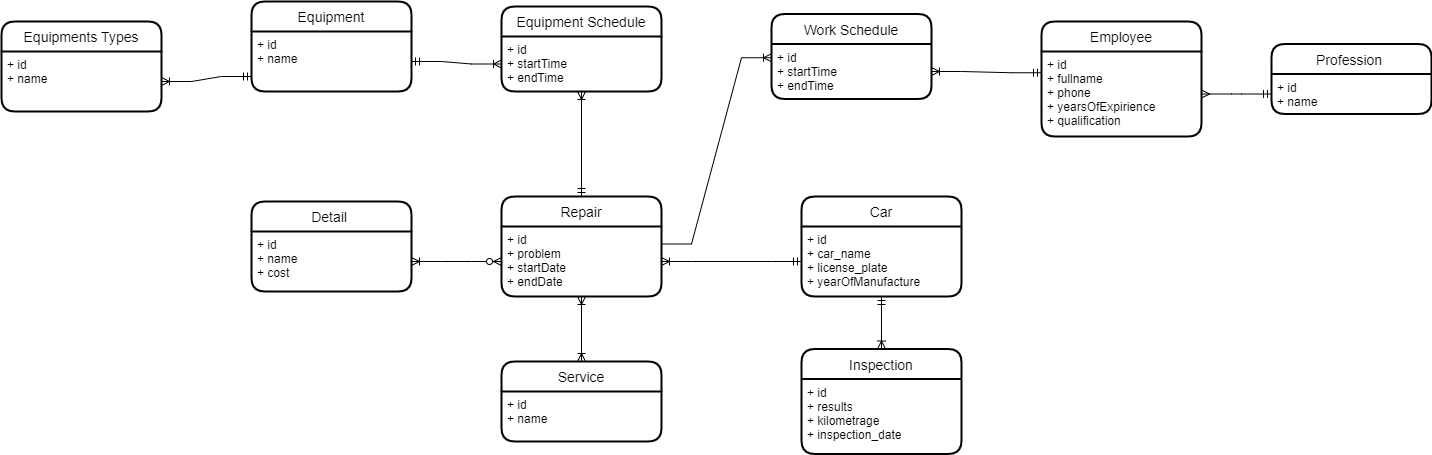 Equipments Types
+ id
+ name
Equipment
+ id
+ name
Equipment Schedule
+ id
+ startTime
+ endTime
Work Schedule
+ id
+ startTime
+ endTime
Employee
+ id
+ fullname
+ phone
+ yearsOfExpirience
+ qualification
Profession
+ id
+ name
Detail
+ id
+ name
+ cost
Repair
+ id
+ problem
+ startDate
+ endDate
Car
+ id
+ car_name
+ license_plate
+ yearOfManufacture
Service
+ id
+ name
Inspection
+ id
+ results
+ kilometrage
+ inspection_date